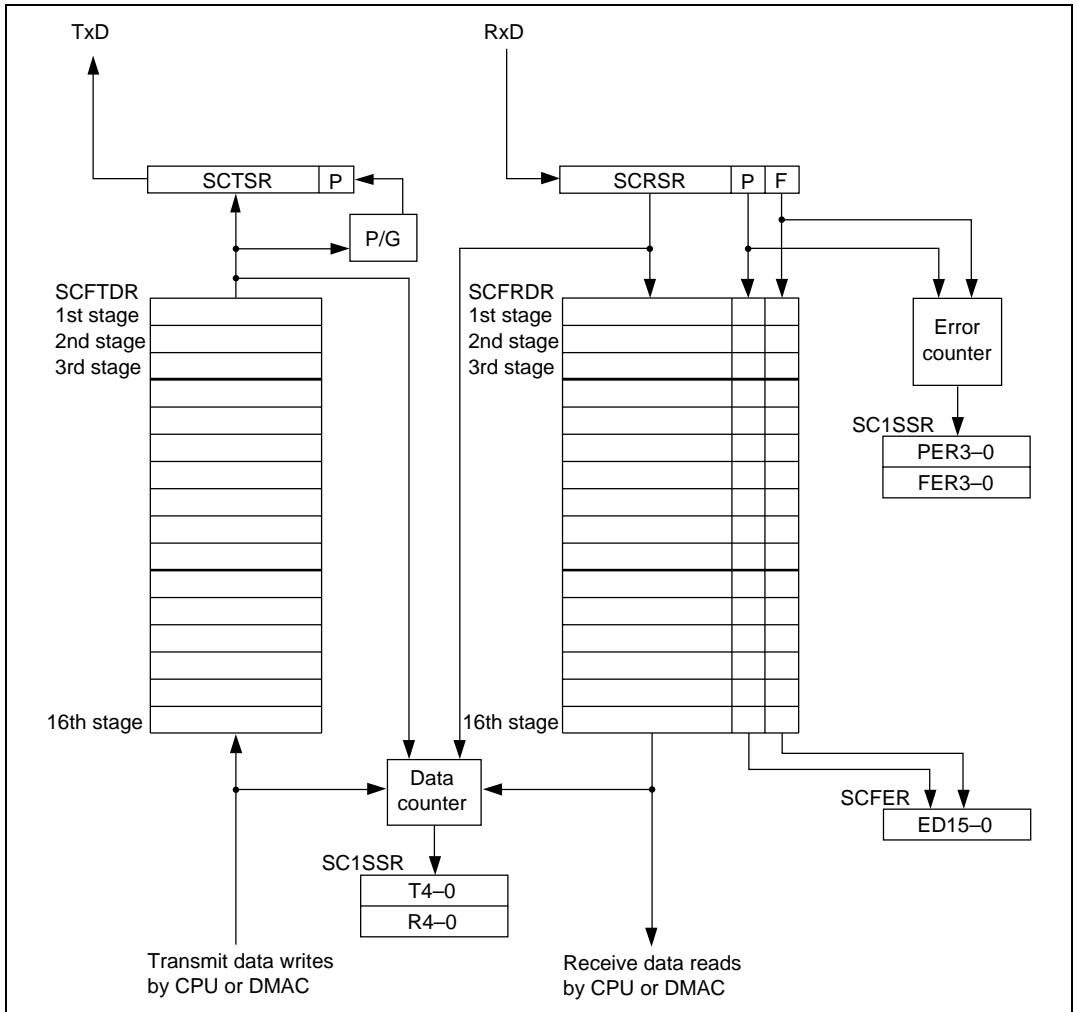 TxD
RxD
SCTSR P
SCRSR P F
P/G
SCFTDR
1st stage
2nd stage
3rd stage
16th stage
SCFRDR
1st stage
2nd stage
3rd stage
16th stage
Error
counter
SC1SSR
PER3–0
FER3–0
Data
counter
SC1SSR
T4–0
R4–0
SCFER
ED15–0
Transmit data writes
by CPU or DMAC
Receive data reads
by CPU or DMAC